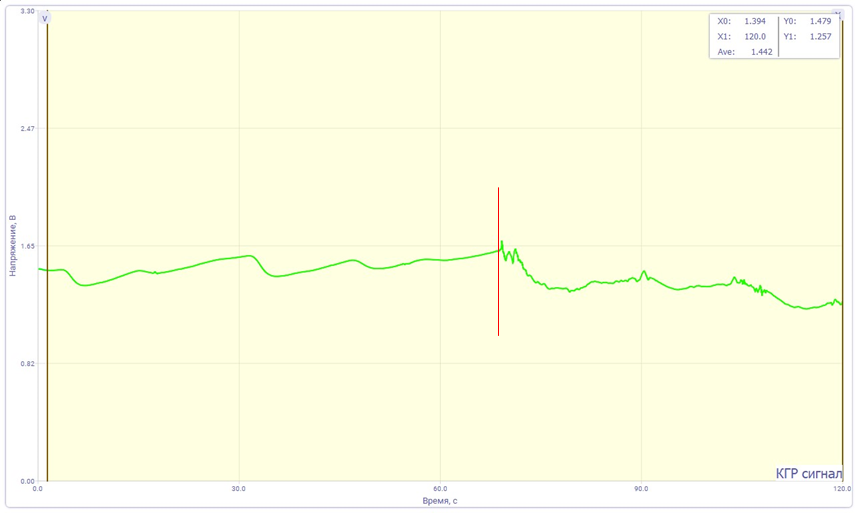 3.30
2.47
1.65
0.82
0.00
Напряжение, В
v
X0: 1.394 Y0: 1.479
X1: 120.0 Y1: 1.257
Ave: 1.442
КГР сигнал
0.0 30.0 60.0 90.0 120.0
Время, с